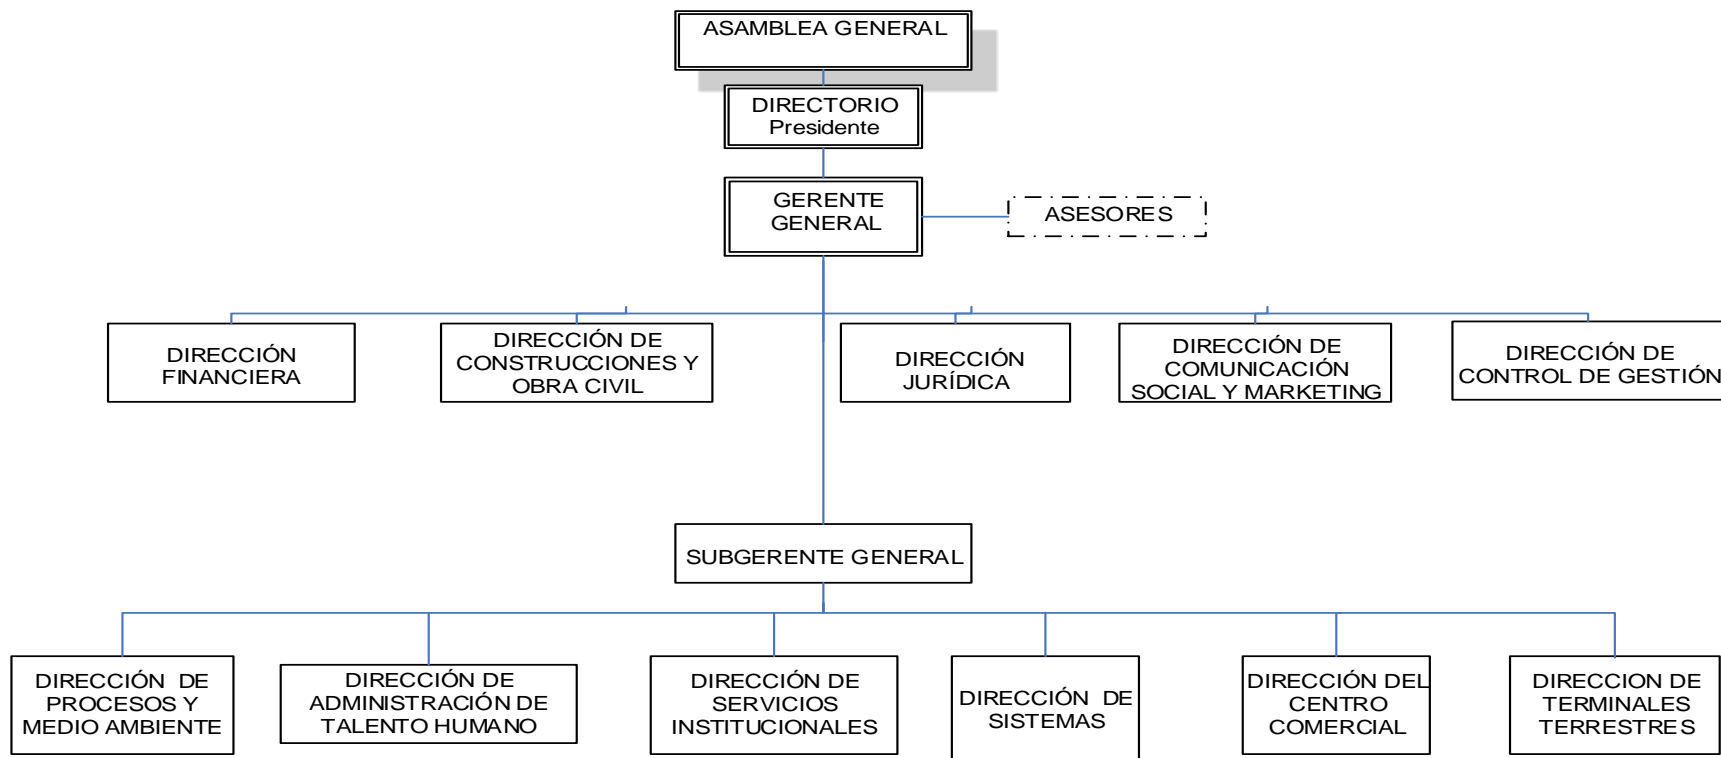 ASAMBLEA GENERAL
DIRECTORIO
Presidente
GERENTE
GENERAL
ASESORES
DIRECCIÓN
FINANCIERA
DIRECCIÓN DE
CONSTRUCCIONES Y
OBRA CIVIL
DIRECCIÓN
JURÍDICA
DIRECCIÓN DE
COMUNICACIÓN
SOCIAL Y MARKETING
DIRECCIÓN DE
CONTROL DE GESTIÓN
SUBGERENTE GENERAL
DIRECCIÓN DE
PROCESOS Y
MEDIO AMBIENTE
DIRECCIÓN DE
ADMINISTRACIÓN DE
TALENTO HUMANO
DIRECCIÓN DE
SERVICIOS
INSTITUCIONALES
DIRECCIÓN DE
SISTEMAS
DIRECCIÓN DEL
CENTRO
COMERCIAL
DIRECCION DE
TERMINALES
TERRESTRES